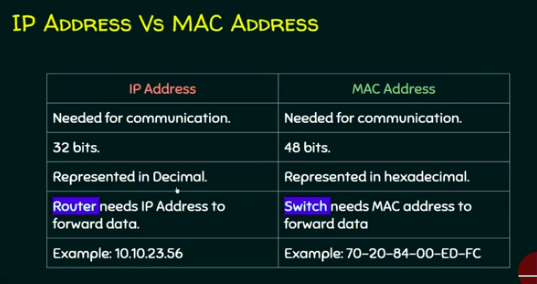 IP Address Vs MAC Address
IP Address
MAC Address
Needed for communication.
Needed for communication.
32 bits.
48 bits.
Represented in Decimal.
Represented in hexadecimal.
Router needs IP Address to
forward data.
Switch needs MAC address to
forward data
Example: 10.10.23.56
Example: 70-20-84-00-ED-FC